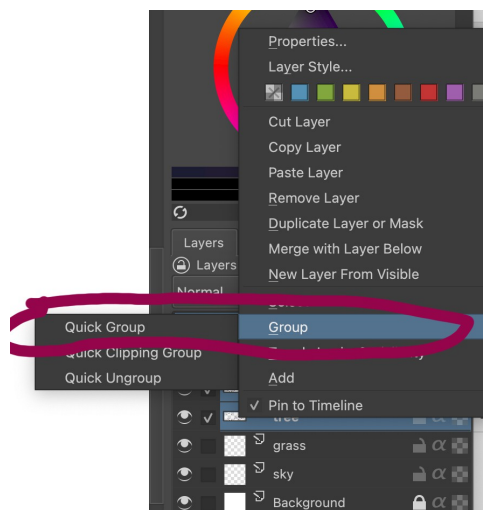 Properties...
Layer Style...
Cut Layer
Copy Layer
Paste Layer
Remove Layer
Duplicate Layer or Mask
Merge with Layer Below
New Layer From Visible
Group
Add
Pin to Timeline
Quick Group
Quick Clipping Group
Quick Ungroup
Layers
Layers
Normal
tree
grass
sky
Background